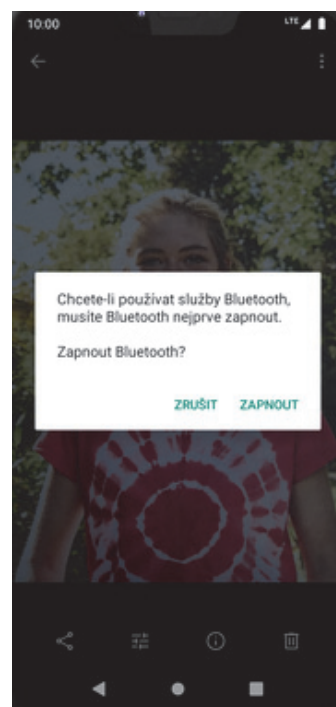 10:00
LTE
Chcete-li používat služby Bluetooth,
musíte Bluetooth nejprve zapnout.
Zapnout Bluetooth?
ZRUŠIT ZAPNOUT